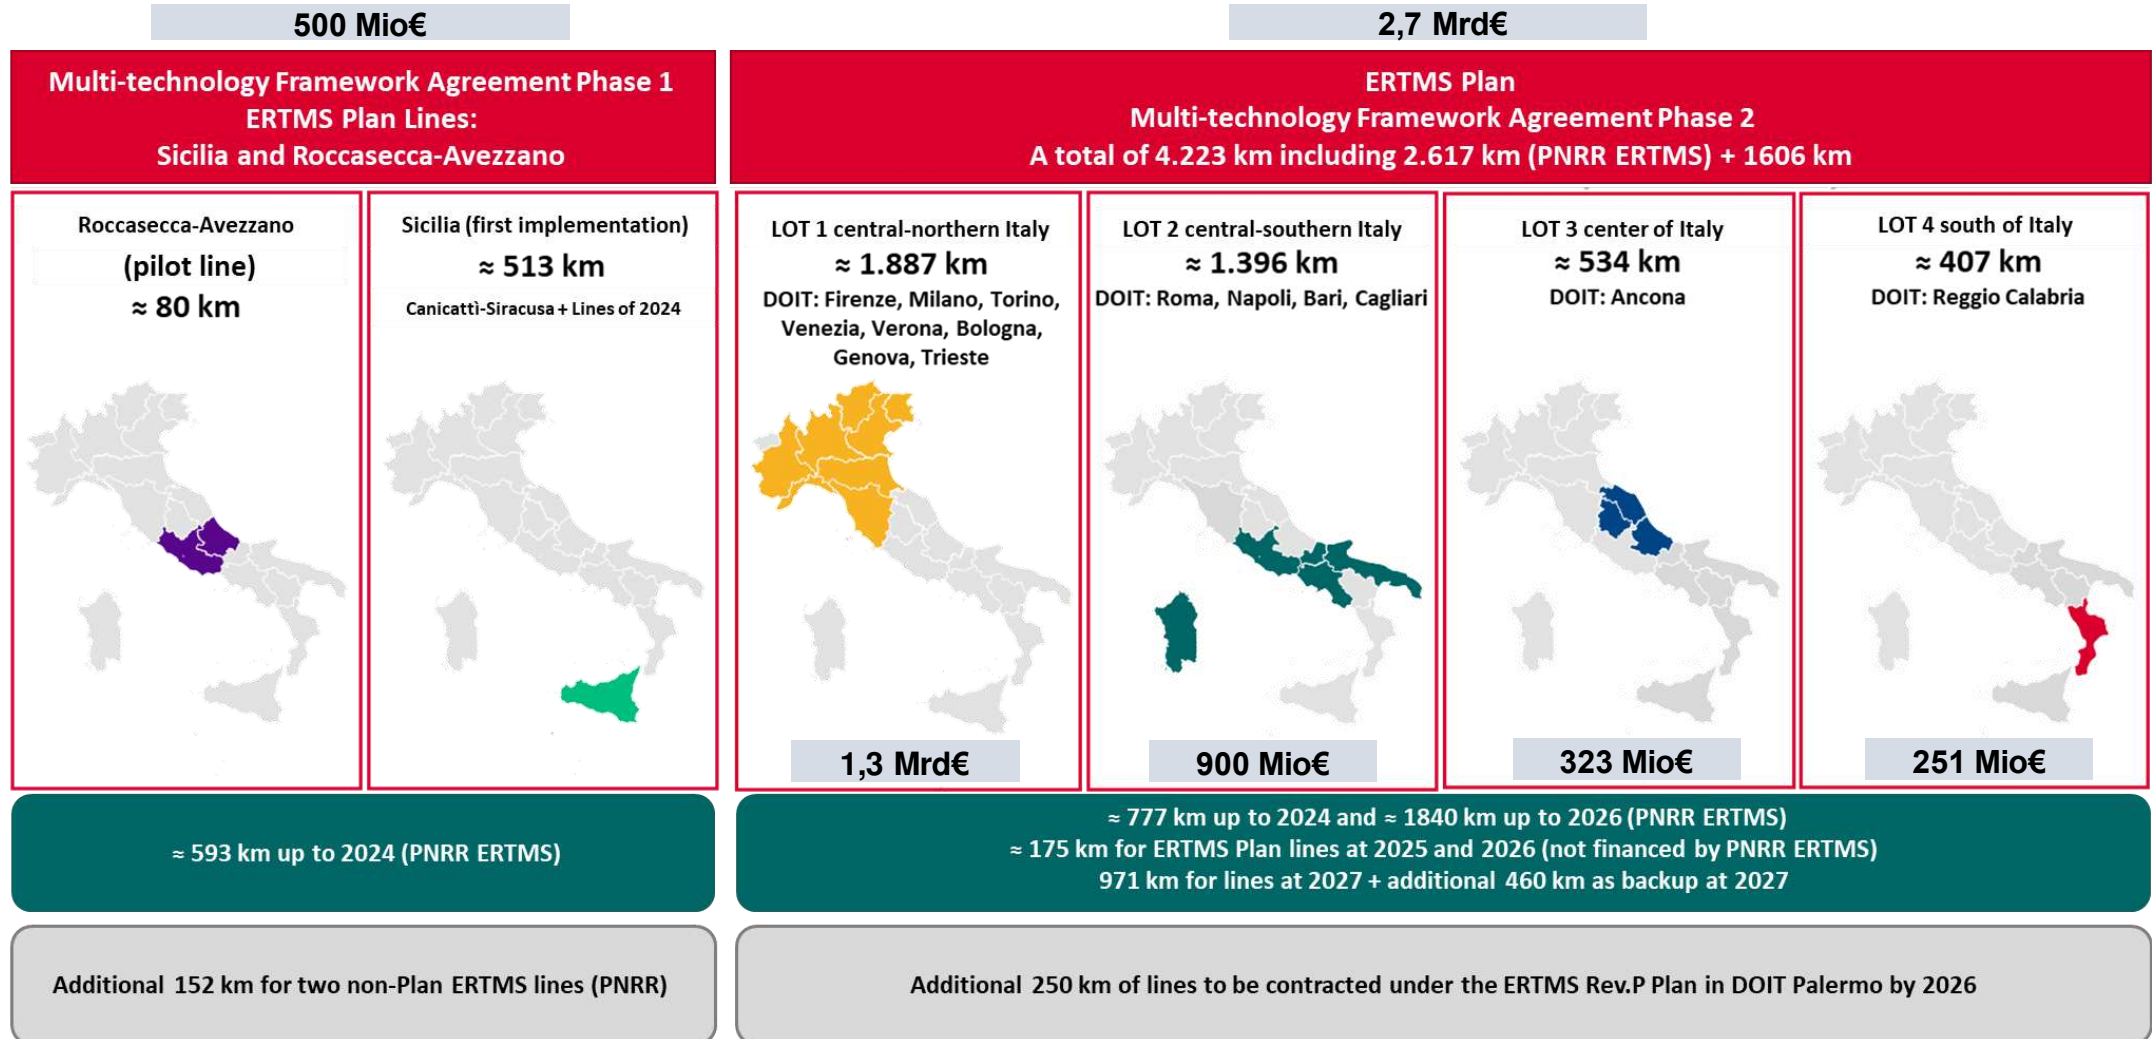 500 Mio€
Multi-technology Framework Agreement Phase 1
ERTMS Plan Lines:
Sicilia and Roccasecca-Avezzano
Roccasecca-Avezzano
(pilot line)
≈ 80 km
Sicilia (first implementation)
≈ 513 km
Canicattì-Siracusa + Lines of 2024
≈ 593 km up to 2024 (PNRR ERTMS)
Additional 152 km for two non-Plan ERTMS lines (PNRR)
2,7 Mrd€
ERTMS Plan
Multi-technology Framework Agreement Phase 2
A total of 4.223 km including 2.617 km (PNRR ERTMS) + 1606 km
LOT 1 central-northern Italy
≈ 1.887 km
DOIT: Firenze, Milano, Torino,
Venezia, Verona, Bologna,
Genova, Trieste
1,3 Mrd€
LOT 2 central-southern Italy
≈ 1.396 km
DOIT: Roma, Napoli, Bari, Cagliari
900 Mio€
LOT 3 center of Italy
≈ 534 km
DOIT: Ancona
323 Mio€
LOT 4 south of Italy
≈ 407 km
DOIT: Reggio Calabria
251 Mio€
≈ 777 km up to 2024 and ≈ 1840 km up to 2026 (PNRR ERTMS)
≈ 175 km for ERTMS Plan lines at 2025 and 2026 (not financed by PNRR ERTMS)
971 km for lines at 2027 + additional 460 km as backup at 2027
Additional 250 km of lines to be contracted under the ERTMS Rev.P Plan in DOIT Palermo by 2026